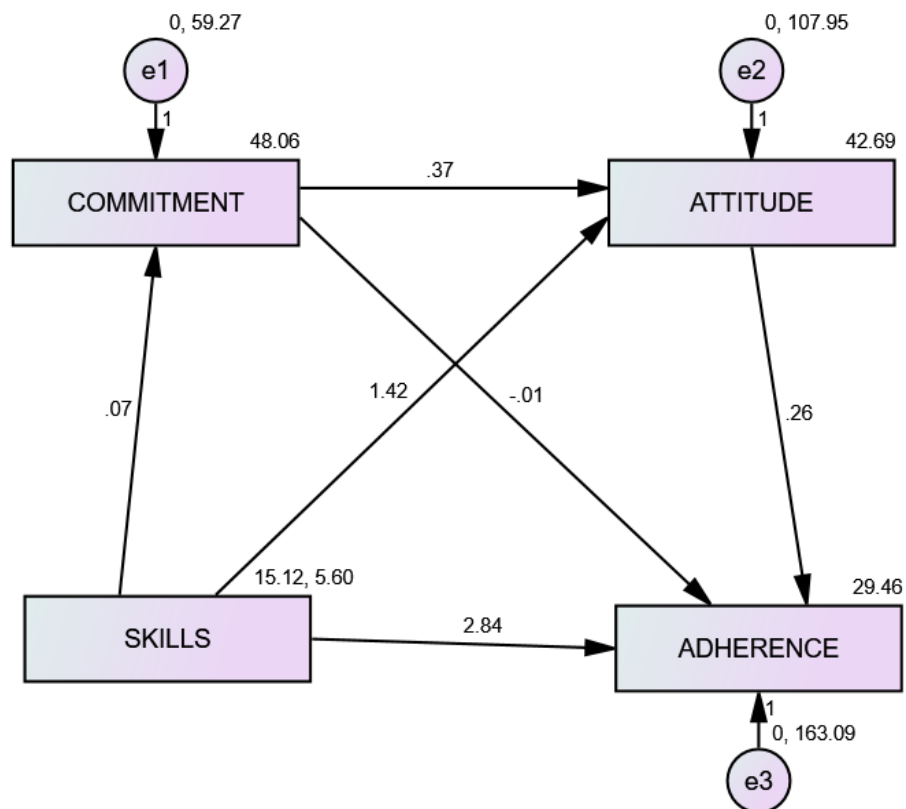 0, 59.27
0, 107.95
e1
e2
1
1
48.06
42.69
COMMITMENT
.37
ATTITUDE
.07
1.42
-.01
.26
15.12, 5.60
29.46
SKILLS
2.84
ADHERENCE
1
0, 163.09
e3